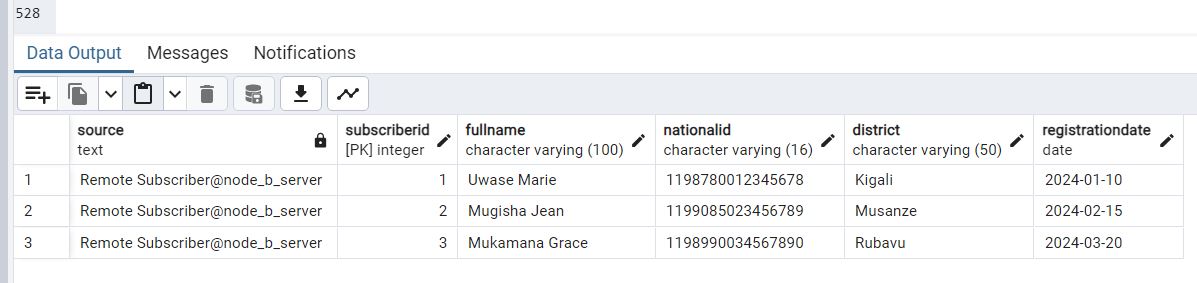 528
Data Output Messages Notifications
source subscriberid fullname nationalid district registrationdate
text [PK] integer character varying (100) character varying (16) character varying (50) date
1 Remote Subscriber@node_b_server 1 Uwase Marie 1198780012345678 Kigali 2024-01-10
2 Remote Subscriber@node_b_server 2 Mugisha Jean 1199085023456789 Musanze 2024-02-15
3 Remote Subscriber@node_b_server 3 Mukamana Grace 1198990034567890 Rubavu 2024-03-20